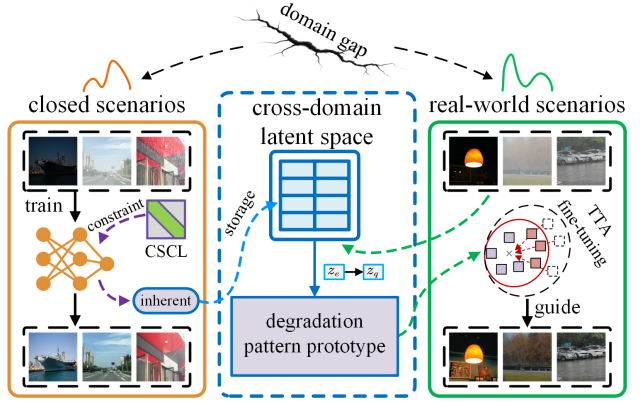 domain gap
closed scenarios
cross-domain
latent space
real-world scenarios
train
constraint
CSCL
storage
TTA
fine-tuning
inherent
z_e → z_q
degradation
pattern prototype
guide